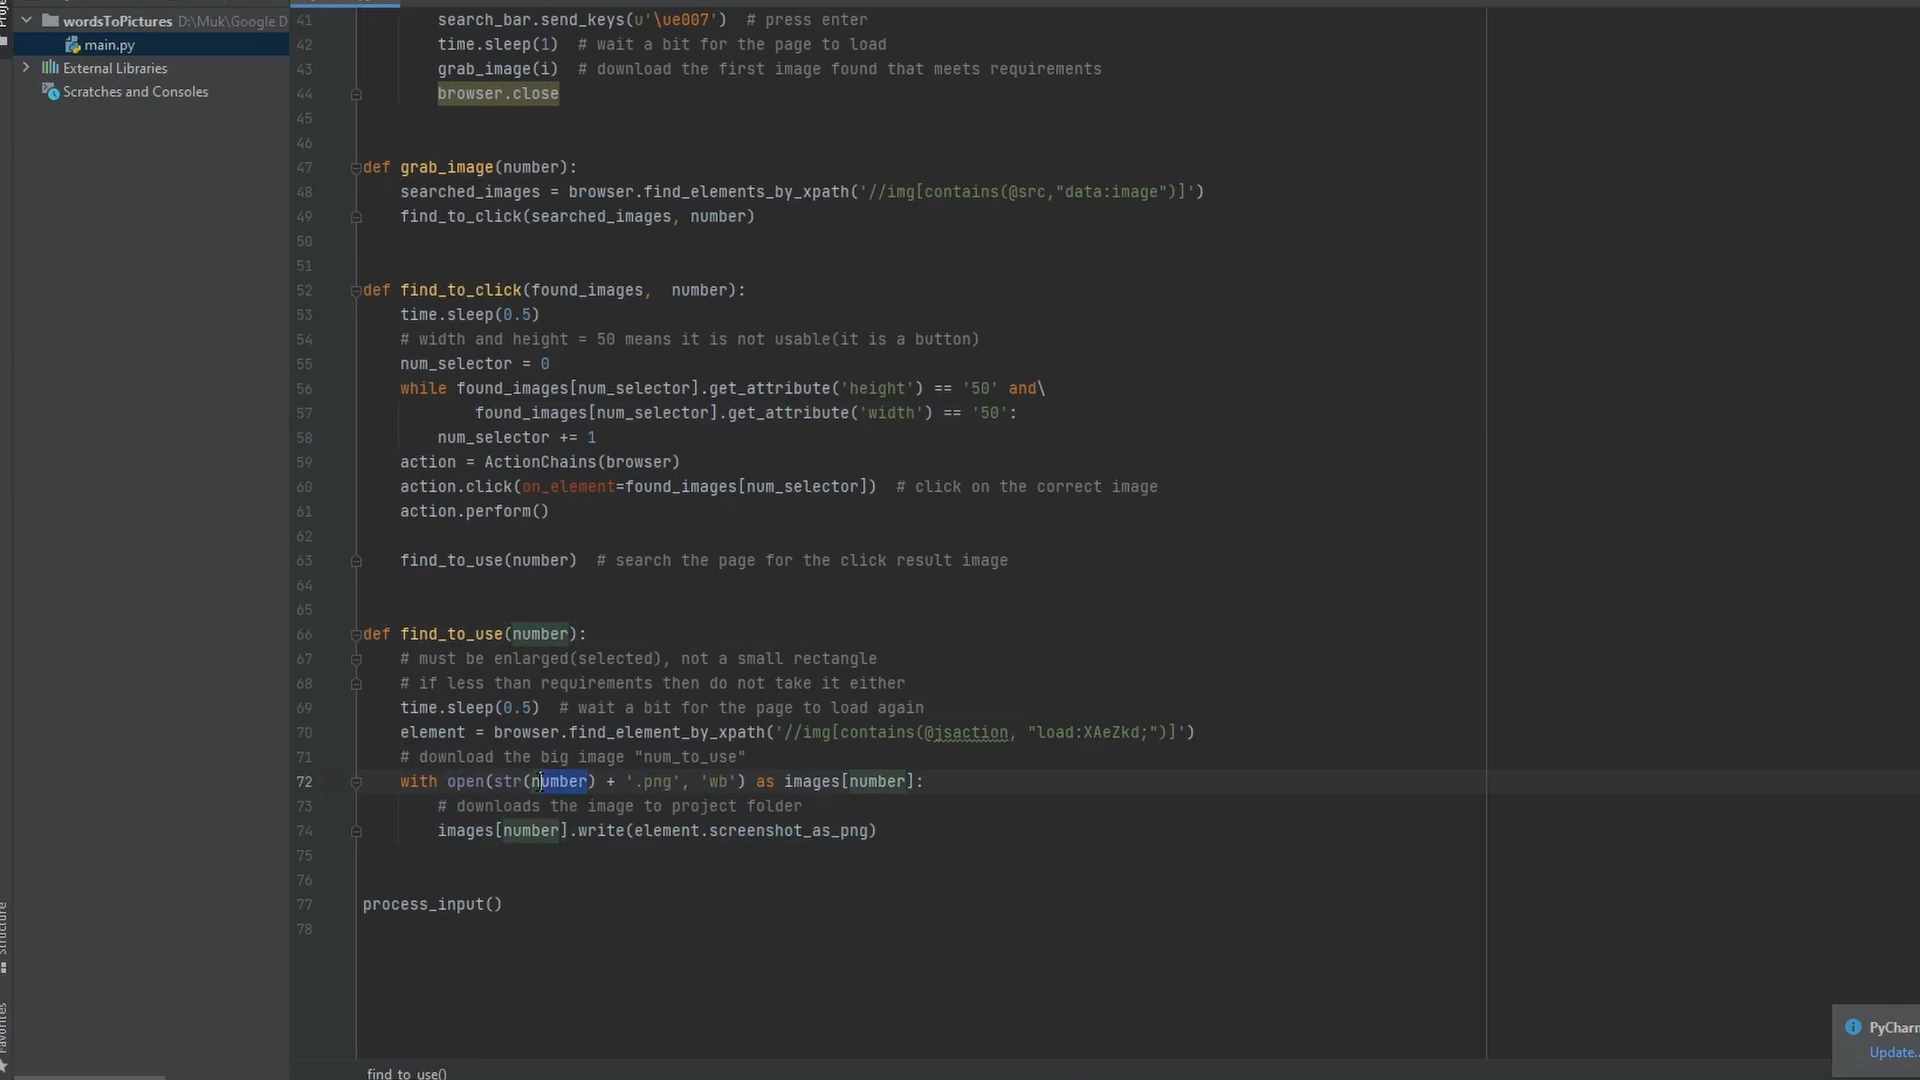 wordsToPictures D:\Muk\Google D
main.py
External Libraries
Scratches and Consoles
41 search_bar.send_keys(u'\ue007')  # press enter
42 time.sleep(1)  # wait a bit for the page to load
43 grab_image(i)  # download the first image found that meets requirements
44 browser.close
45
46
47 def grab_image(number):
48 searched_images = browser.find_elements_by_xpath('//img[contains(@src,"data:image")]')
49 find_to_click(searched_images, number)
50
51
52 def find_to_click(found_images,  number):
53 time.sleep(0.5)
54 # width and height = 50 means it is not usable(it is a button)
55 num_selector = 0
56 while found_images[num_selector].get_attribute('height') == '50' and\
57 found_images[num_selector].get_attribute('width') == '50':
58 num_selector += 1
59 action = ActionChains(browser)
60 action.click(on_element=found_images[num_selector])  # click on the correct image
61 action.perform()
62
63 find_to_use(number)  # search the page for the click result image
64
65
66 def find_to_use(number):
67 # must be enlarged(selected), not a small rectangle
68 # if less than requirements then do not take it either
69 time.sleep(0.5)  # wait a bit for the page to load again
70 element = browser.find_element_by_xpath('//img[contains(@jsaction, "load:XAeZkd;")]')
71 # download the big image "num_to_use"
72 with open(str(number) + '.png', 'wb') as images[number]:
73 # downloads the image to project folder
74 images[number].write(element.screenshot_as_png)
75
76
77 process_input()
78
find_to_use()
Structure
Favorites
PyCharm
Update..